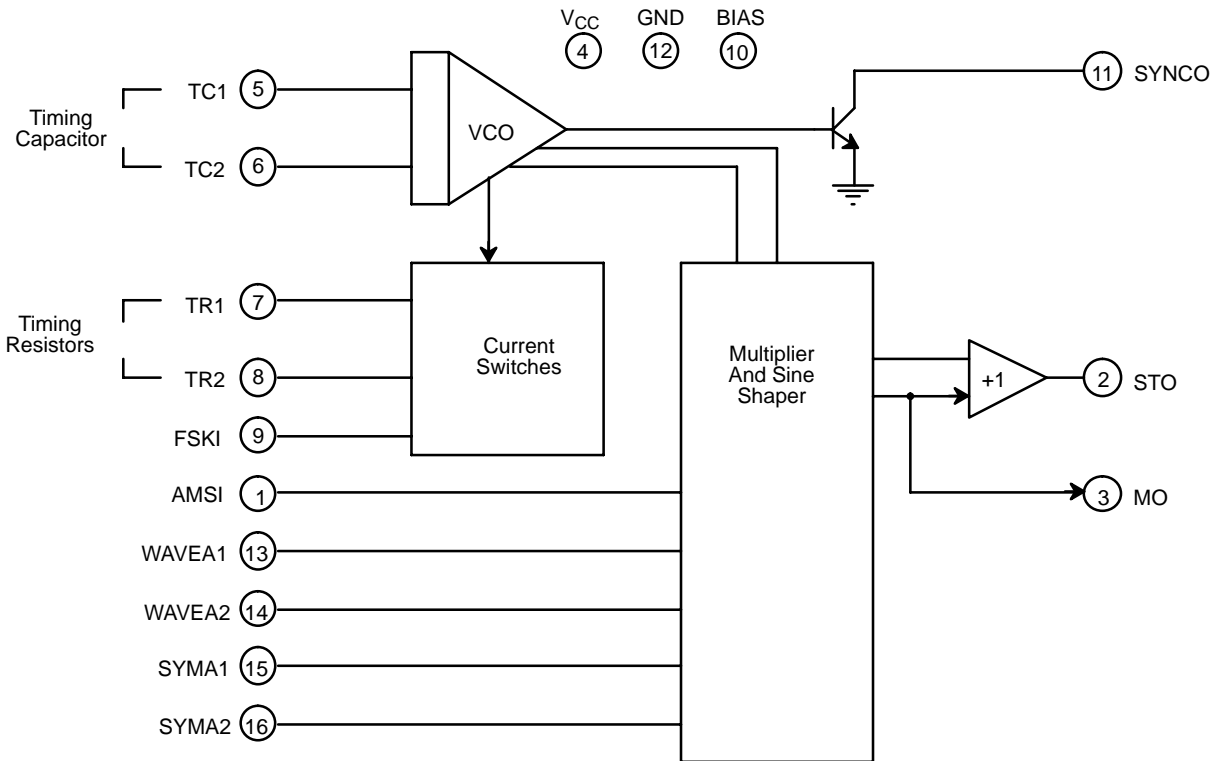 VCC GND BIAS
4 12 10
TC1 5
11 SYNCO
Timing
Capacitor
VCO
TC2 6
TR1 7
Timing
Resistors
Current
Switches
Multiplier
And Sine
Shaper
TR2 8
+1
2 STO
FSKI 9
AMSI 1
3 MO
WAVEA1 13
WAVEA2 14
SYMA1 15
SYMA2 16